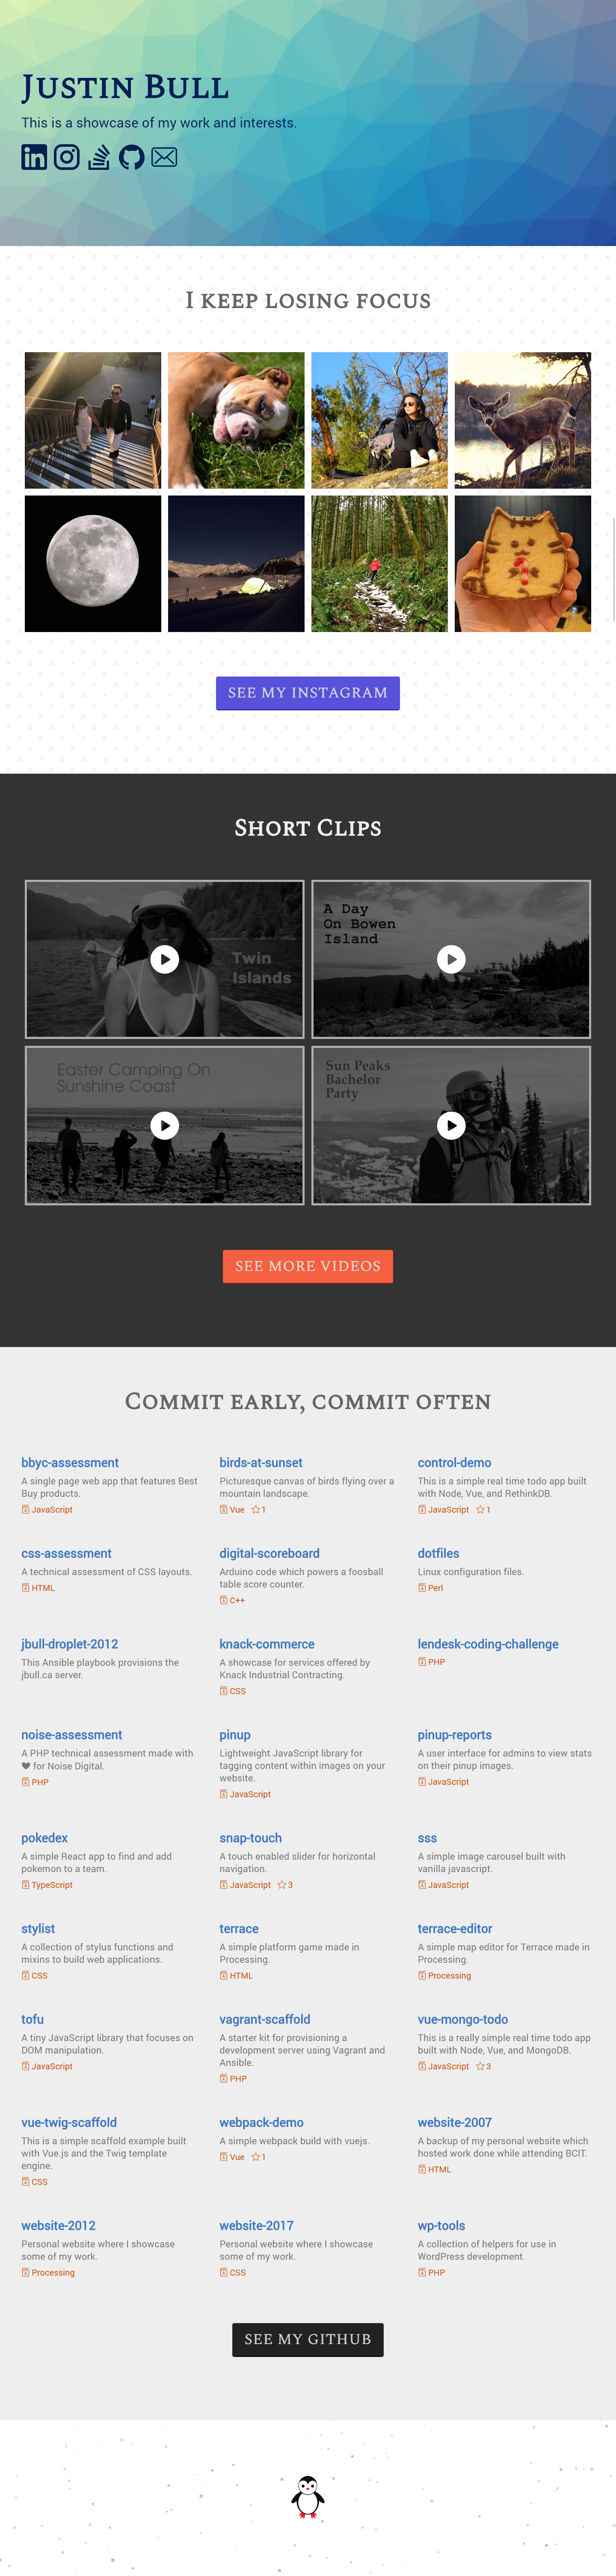 Justin Bull
This is a showcase of my work and interests.
I keep losing focus
SEE MY INSTAGRAM
Short Clips
Twin
Islands
A Day
On Bowen
Island
Easter Camping On
Sunshine Coast
Sun Peaks
Bachelor
Party
SEE MORE VIDEOS
Commit early, commit often
bbyc-assessment
A single page web app that features Best
Buy products.
JavaScript
birds-at-sunset
Picturesque canvas of birds flying over a
mountain landscape.
Vue 1
control-demo
This is a simple real time todo app built
with Node, Vue, and RethinkDB.
JavaScript 1
css-assessment
A technical assessment of CSS layouts.
HTML
digital-scoreboard
Arduino code which powers a foosball
table score counter.
C++
dotfiles
Linux configuration files.
Perl
jbull-droplet-2012
This Ansible playbook provisions the
jbull.ca server.
knack-commerce
A showcase for services offered by
Knack Industrial Contracting.
CSS
lendesk-coding-challenge
PHP
noise-assessment
A PHP technical assessment made with
♥ for Noise Digital.
PHP
pinup
Lightweight JavaScript library for
tagging content within images on your
website.
JavaScript
pinup-reports
A user interface for admins to view stats
on their pinup images.
JavaScript
pokedex
A simple React app to find and add
pokemon to a team.
TypeScript
snap-touch
A touch enabled slider for horizontal
navigation.
JavaScript 3
sss
A simple image carousel built with
vanilla javascript.
JavaScript
stylist
A collection of stylus functions and
mixins to build web applications.
CSS
terrace
A simple platform game made in
Processing.
HTML
terrace-editor
A simple map editor for Terrace made in
Processing.
Processing
tofu
A tiny JavaScript library that focuses on
DOM manipulation.
JavaScript
vagrant-scaffold
A starter kit for provisioning a
development server using Vagrant and
Ansible.
PHP
vue-mongo-todo
This is a really simple real time todo app
built with Node, Vue, and MongoDB.
JavaScript 3
vue-twig-scaffold
This is a simple scaffold example built
with Vue.js and the Twig template
engine.
CSS
webpack-demo
A simple webpack build with vuejs.
Vue 1
website-2007
A backup of my personal website which
hosted work done while attending BCIT.
HTML
website-2012
Personal website where I showcase
some of my work.
Processing
website-2017
Personal website where I showcase
some of my work.
CSS
wp-tools
A collection of helpers for use in
WordPress development.
PHP
SEE MY GITHUB